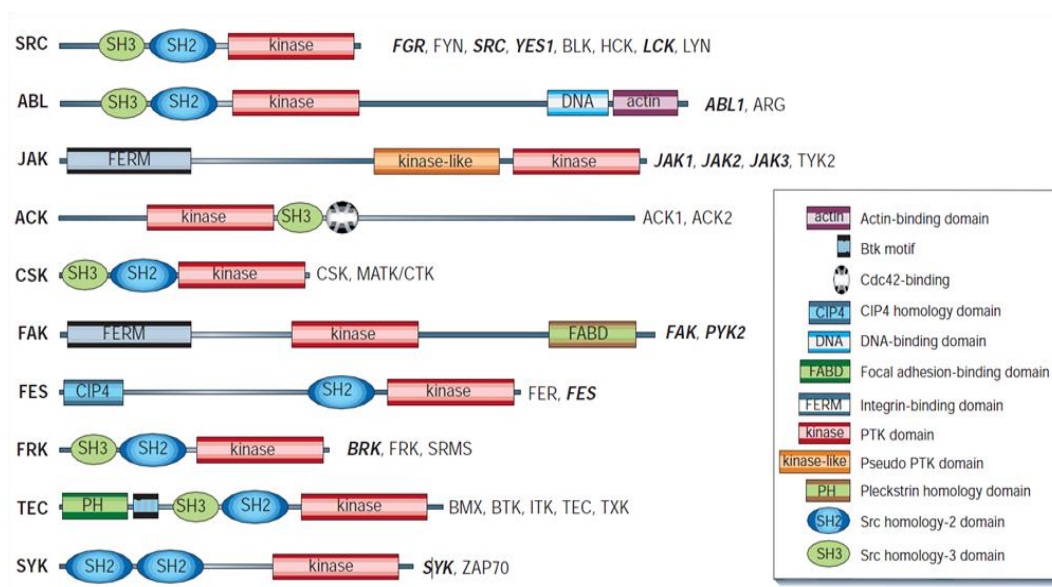 SRC SH3 SH2 kinase FGR, FYN, SRC, YES1, BLK, HCK, LCK, LYN
ABL SH3 SH2 kinase DNA actin ABL1, ARG
JAK FERM kinase-like kinase JAK1, JAK2, JAK3, TYK2
ACK kinase SH3 ACK1, ACK2
CSK SH3 SH2 kinase CSK, MATK/CTK
FAK FERM kinase FABD FAK, PYK2
FES CIP4 SH2 kinase FER, FES
FRK SH3 SH2 kinase BRK, FRK, SRMS
TEC PH SH3 SH2 kinase BMX, BTK, ITK, TEC, TXK
SYK SH2 SH2 kinase SYK, ZAP70
actin Actin-binding domain
Btk motif
Cdc42-binding
CIP4 CIP4 homology domain
DNA DNA-binding domain
FABD Focal adhesion-binding domain
FERM Integrin-binding domain
kinase PTK domain
kinase-like Pseudo PTK domain
PH Pleckstrin homology domain
SH2 Src homology-2 domain
SH3 Src homology-3 domain